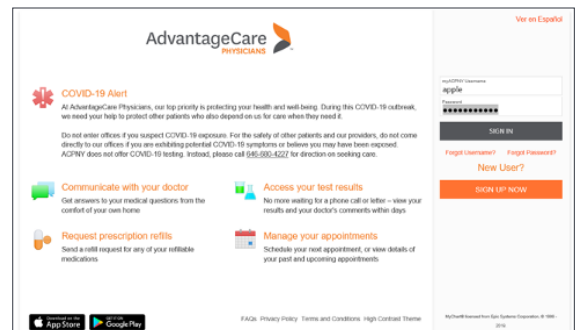 AdvantageCare
PHYSICIANS
Ver en Español
COVID-19 Alert
At AdvantageCare Physicians, our top priority is protecting your health and well-being. During this COVID-19 outbreak,
we need your help to protect other patients who also depend on us for care when they need it.
Do not enter offices if you suspect COVID-19 exposure. For the safety of other patients and our providers, do not come
directly to our offices if you are exhibiting potential COVID-19 symptoms or believe you may have been exposed.
ACPNY does not offer COVID-19 testing. Instead, please call 646-680-4227 for direction on seeking care.
Communicate with your doctor
Get answers to your medical questions from the
comfort of your own home
Access your test results
No more waiting for a phone call or letter – view your
results and your doctor's comments within days
Request prescription refills
Send a refill request for any of your refillable
medications
Manage your appointments
Schedule your next appointment, or view details of
your past and upcoming appointments
myACPNY Username
apple
Password
SIGN IN
Forgot Username? Forgot Password?
New User?
SIGN UP NOW
Download on the
App Store
GET IT ON
Google Play
FAQs Privacy Policy Terms and Conditions High Contrast Theme
MyChart® licensed from Epic Systems Corporation, © 1999 -
2016